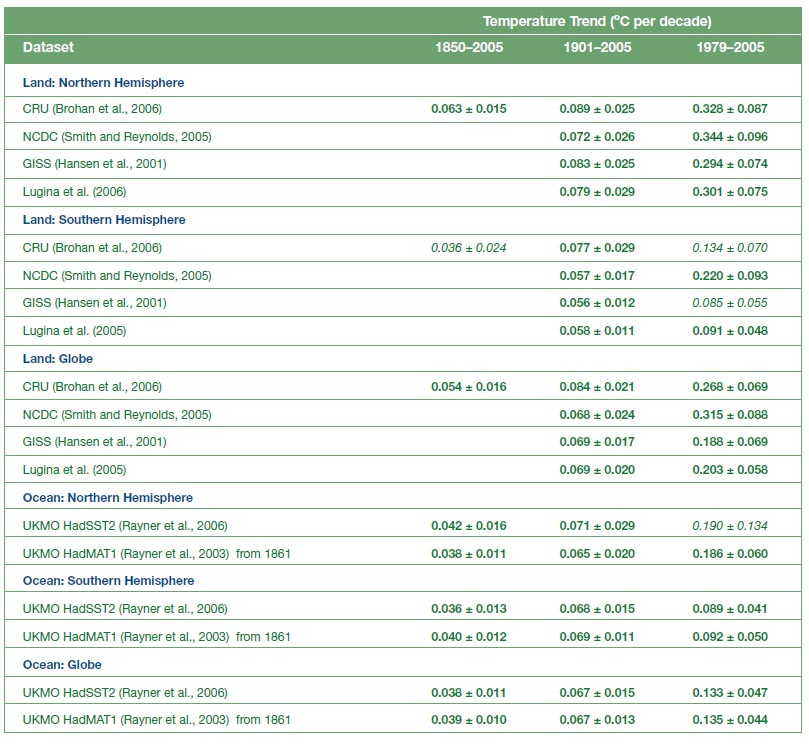 Temperature Trend (ºC per decade)
Dataset 1850–2005 1901–2005 1979–2005
Land: Northern Hemisphere
CRU (Brohan et al., 2006) 0.063 ± 0.015 0.089 ± 0.025 0.328 ± 0.087
NCDC (Smith and Reynolds, 2005) 0.072 ± 0.026 0.344 ± 0.096
GISS (Hansen et al., 2001) 0.083 ± 0.025 0.294 ± 0.074
Lugina et al. (2006) 0.079 ± 0.029 0.301 ± 0.075
Land: Southern Hemisphere
CRU (Brohan et al., 2006) 0.036 ± 0.024 0.077 ± 0.029 0.134 ± 0.070
NCDC (Smith and Reynolds, 2005) 0.057 ± 0.017 0.220 ± 0.093
GISS (Hansen et al., 2001) 0.056 ± 0.012 0.085 ± 0.055
Lugina et al. (2005) 0.058 ± 0.011 0.091 ± 0.048
Land: Globe
CRU (Brohan et al., 2006) 0.054 ± 0.016 0.084 ± 0.021 0.268 ± 0.069
NCDC (Smith and Reynolds, 2005) 0.068 ± 0.024 0.315 ± 0.088
GISS (Hansen et al., 2001) 0.069 ± 0.017 0.188 ± 0.069
Lugina et al. (2005) 0.069 ± 0.020 0.203 ± 0.058
Ocean: Northern Hemisphere
UKMO HadSST2 (Rayner et al., 2006) 0.042 ± 0.016 0.071 ± 0.029 0.190 ± 0.134
UKMO HadMAT1 (Rayner et al., 2003) from 1861 0.038 ± 0.011 0.065 ± 0.020 0.186 ± 0.060
Ocean: Southern Hemisphere
UKMO HadSST2 (Rayner et al., 2006) 0.036 ± 0.013 0.068 ± 0.015 0.089 ± 0.041
UKMO HadMAT1 (Rayner et al., 2003) from 1861 0.040 ± 0.012 0.069 ± 0.011 0.092 ± 0.050
Ocean: Globe
UKMO HadSST2 (Rayner et al., 2006) 0.038 ± 0.011 0.067 ± 0.015 0.133 ± 0.047
UKMO HadMAT1 (Rayner et al., 2003) from 1861 0.039 ± 0.010 0.067 ± 0.013 0.135 ± 0.044